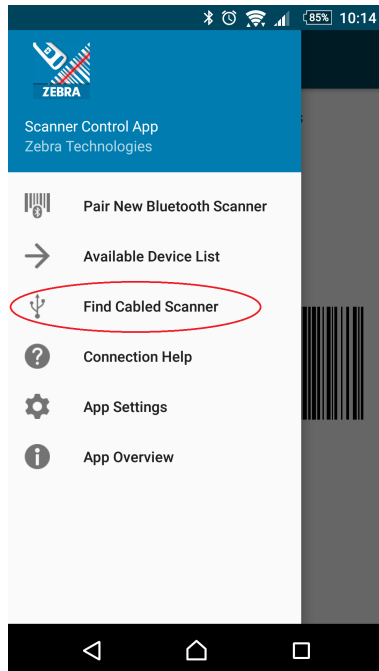 85% 10:14
ZEBRA
Scanner Control App
Zebra Technologies
Pair New Bluetooth Scanner
Available Device List
Find Cabled Scanner
Connection Help
App Settings
App Overview